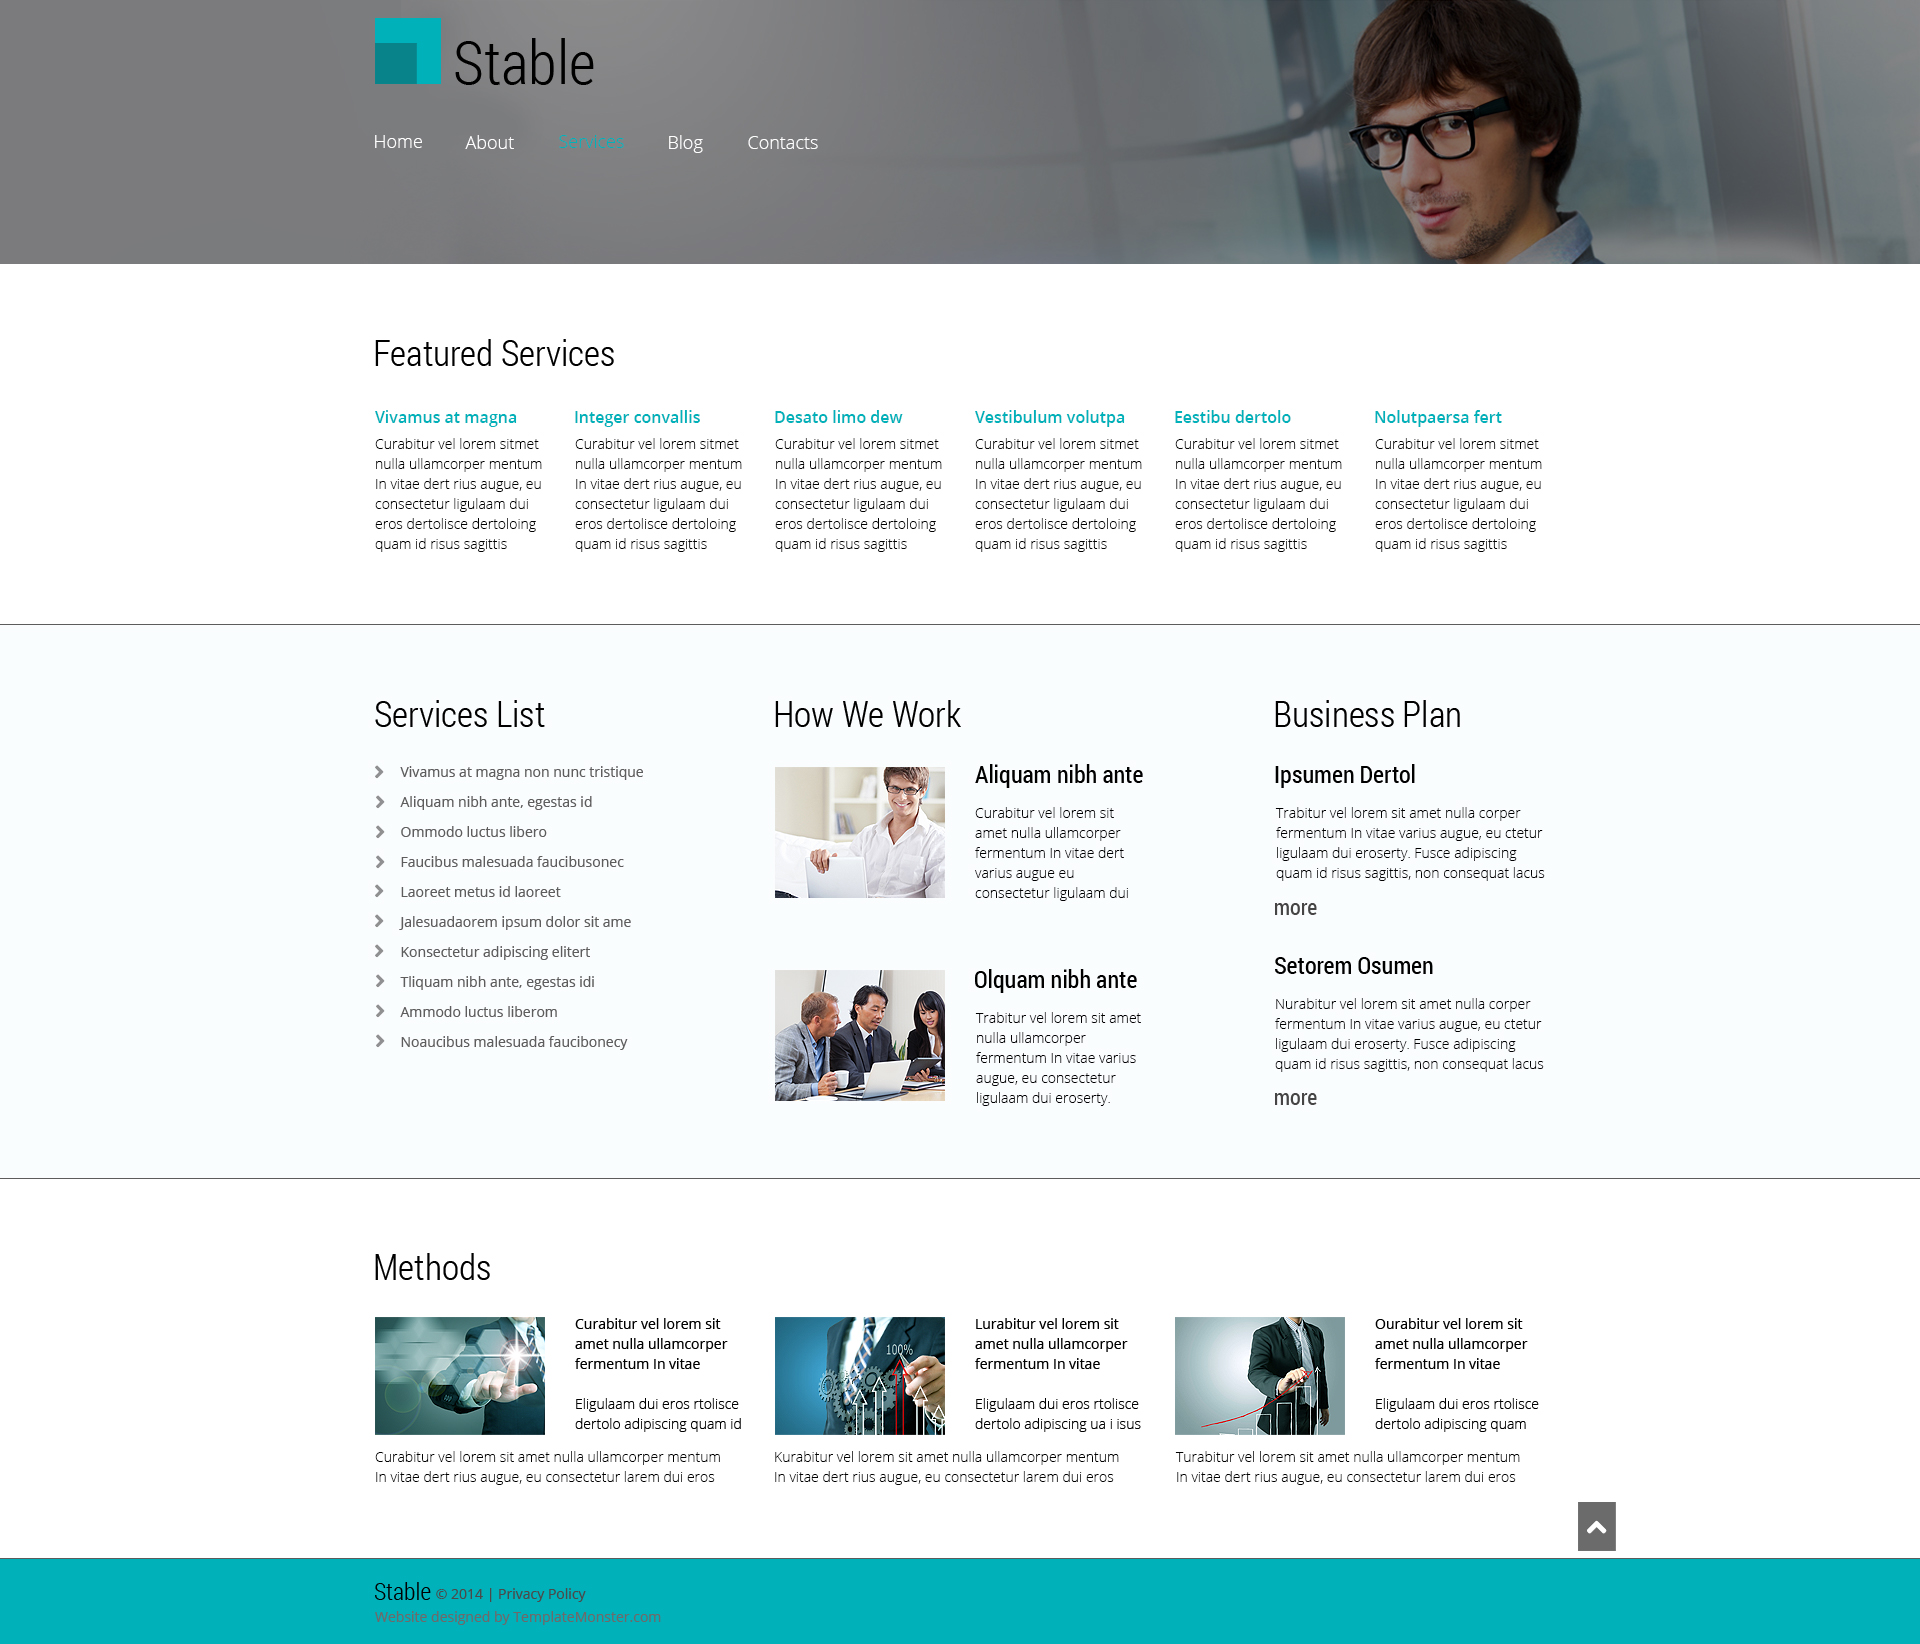 Stable
Home About Services Blog Contacts
Featured Services
Vivamus at magna
Curabitur vel lorem sitmet
nulla ullamcorper mentum
In vitae dert rius augue, eu
consectetur ligulaam dui
eros dertolisce dertoloing
quam id risus sagittis
Integer convallis
Curabitur vel lorem sitmet
nulla ullamcorper mentum
In vitae dert rius augue, eu
consectetur ligulaam dui
eros dertolisce dertoloing
quam id risus sagittis
Desato limo dew
Curabitur vel lorem sitmet
nulla ullamcorper mentum
In vitae dert rius augue, eu
consectetur ligulaam dui
eros dertolisce dertoloing
quam id risus sagittis
Vestibulum volutpa
Curabitur vel lorem sitmet
nulla ullamcorper mentum
In vitae dert rius augue, eu
consectetur ligulaam dui
eros dertolisce dertoloing
quam id risus sagittis
Eestibu dertolo
Curabitur vel lorem sitmet
nulla ullamcorper mentum
In vitae dert rius augue, eu
consectetur ligulaam dui
eros dertolisce dertoloing
quam id risus sagittis
Nolutpaersa fert
Curabitur vel lorem sitmet
nulla ullamcorper mentum
In vitae dert rius augue, eu
consectetur ligulaam dui
eros dertolisce dertoloing
quam id risus sagittis
Services List
Vivamus at magna non nunc tristique
Aliquam nibh ante, egestas id
Ommodo luctus libero
Faucibus malesuada faucibusonec
Laoreet metus id laoreet
Jalesuadaorem ipsum dolor sit ame
Konsectetur adipiscing elitert
Tliquam nibh ante, egestas idi
Ammodo luctus liberom
Noaucibus malesuada faucibonecy
How We Work
Aliquam nibh ante
Curabitur vel lorem sit
amet nulla ullamcorper
fermentum In vitae dert
varius augue eu
consectetur ligulaam dui
Olquam nibh ante
Trabitur vel lorem sit amet
nulla ullamcorper
fermentum In vitae varius
augue, eu consectetur
ligulaam dui eroserty.
Business Plan
Ipsumen Dertol
Trabitur vel lorem sit amet nulla corper
fermentum In vitae varius augue, eu ctetur
ligulaam dui eroserty. Fusce adipiscing
quam id risus sagittis, non consequat lacus
more
Setorem Osumen
Nurabitur vel lorem sit amet nulla corper
fermentum In vitae varius augue, eu ctetur
ligulaam dui eroserty. Fusce adipiscing
quam id risus sagittis, non consequat lacus
more
Methods
Curabitur vel lorem sit
amet nulla ullamcorper
fermentum In vitae
Eligulaam dui eros rtolisce
dertolo adipiscing quam id
Curabitur vel lorem sit amet nulla ullamcorper mentum
In vitae dert rius augue, eu consectetur larem dui eros
100%
Lurabitur vel lorem sit
amet nulla ullamcorper
fermentum In vitae
Eligulaam dui eros rtolisce
dertolo adipiscing ua i isus
Kurabitur vel lorem sit amet nulla ullamcorper mentum
In vitae dert rius augue, eu consectetur larem dui eros
Ourabitur vel lorem sit
amet nulla ullamcorper
fermentum In vitae
Eligulaam dui eros rtolisce
dertolo adipiscing quam
Turabitur vel lorem sit amet nulla ullamcorper mentum
In vitae dert rius augue, eu consectetur larem dui eros
Stable © 2014 | Privacy Policy
Website designed by TemplateMonster.com